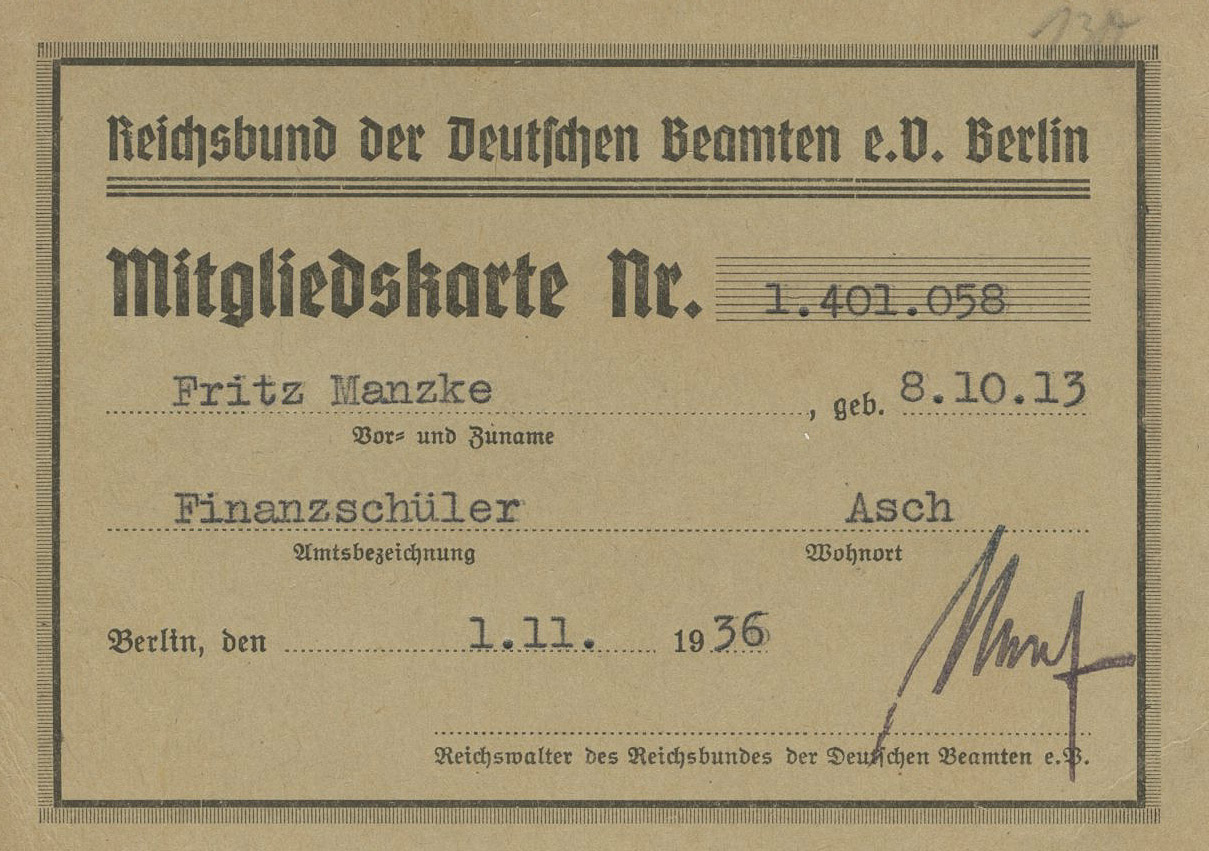 Reichsbund der Deutschen Beamten e.V. Berlin
Mitgliedskarte Nr. 1.401.058
Fritz Manzke, geb. 8.10.13
Vor- und Zuname
Finanzschüler Asch
Amtsbezeichnung Wohnort
Berlin, den 1.11. 1936
Reichswalter des Reichsbundes der Deutschen Beamten e.V.